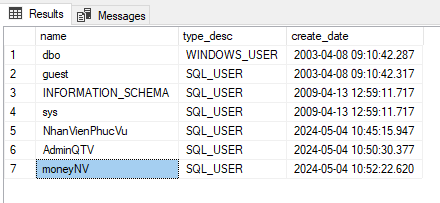 Results Messages
name type_desc create_date
1 dbo WINDOWS_USER 2003-04-08 09:10:42.287
2 guest SQL_USER 2003-04-08 09:10:42.317
3 INFORMATION_SCHEMA SQL_USER 2009-04-13 12:59:11.717
4 sys SQL_USER 2009-04-13 12:59:11.717
5 NhanVienPhucVu SQL_USER 2024-05-04 10:45:15.947
6 AdminQTV SQL_USER 2024-05-04 10:50:30.377
7 moneyNV SQL_USER 2024-05-04 10:52:22.620